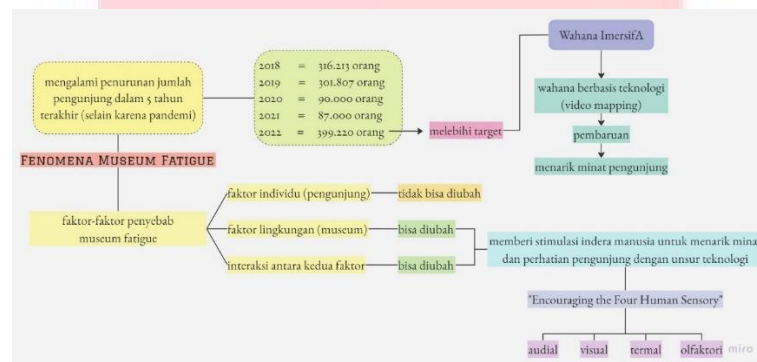 Wahana ImersifA
mengalami penurunan jumlah
pengunjung dalam 5 tahun
terakhir (selain karena pandemi)
2018 = 316.213 orang
2019 = 301.807 orang
2020 = 90.000 orang
2021 = 87.000 orang
2022 = 399.220 orang
melebihi target
wahana berbasis teknologi
(video mapping)
pembaruan
menarik minat pengunjung
FENOMENA MUSEUM FATIGUE
faktor-faktor penyebab
museum fatigue
faktor individu (pengunjung)
tidak bisa diubah
faktor lingkungan (museum)
bisa diubah
interaksi antara kedua faktor
bisa diubah
memberi stimulasi indera manusia untuk menarik mina
dan perhatian pengunjung dengan unsur teknologi
"Encouraging the Four Human Sensory"
audial
visual
termal
olfaktori
miro